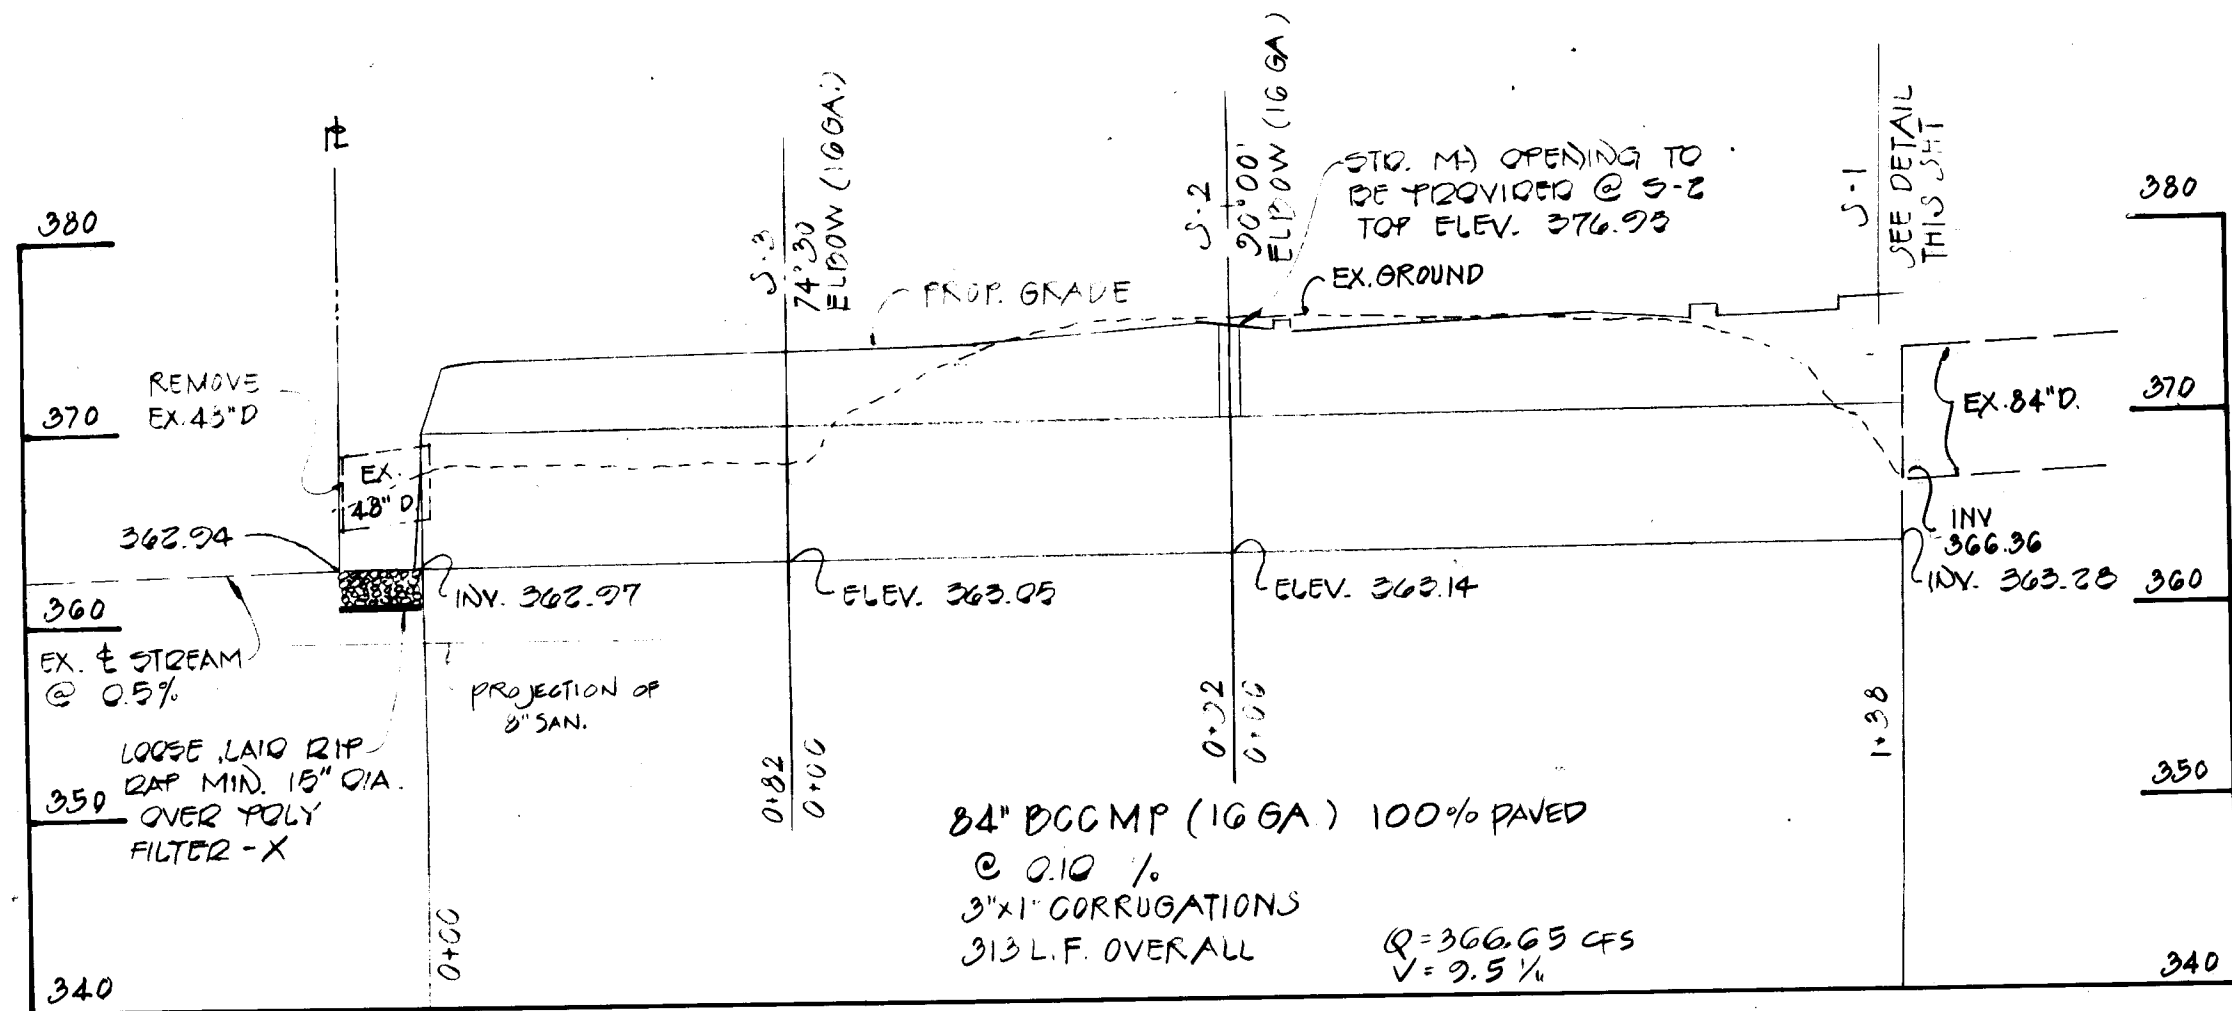 380
370
360
350
340
℄
REMOVE
EX. 48" D
EX.
48" D
362.94
EX. ℄ STREAM
@ 0.5%
LOOSE LAID RIP
RAP MIN. 15" DIA.
OVER POLY
FILTER - X
INV. 362.97
PROJECTION OF
8" SAN.
0+00
S-3
74°30'
ELBOW (16 GA.)
PROP. GRADE
ELEV. 363.05
0+82
0+00
S-2
90°00'
ELBOW (16 GA)
STD. MH OPENING TO
BE PROVIDED @ S-2
TOP ELEV. 376.93
EX. GROUND
ELEV. 363.14
0+92
0+00
84" BCCMP (16 GA.) 100% PAVED
@ 0.10 %
3"x1" CORRUGATIONS
313 L.F. OVERALL
Q = 366.65 CFS
V = 9.5
S-1
SEE DETAIL
THIS SHT
EX. 84" D.
INV
366.36
INV. 363.28
1+38
380
370
360
350
340